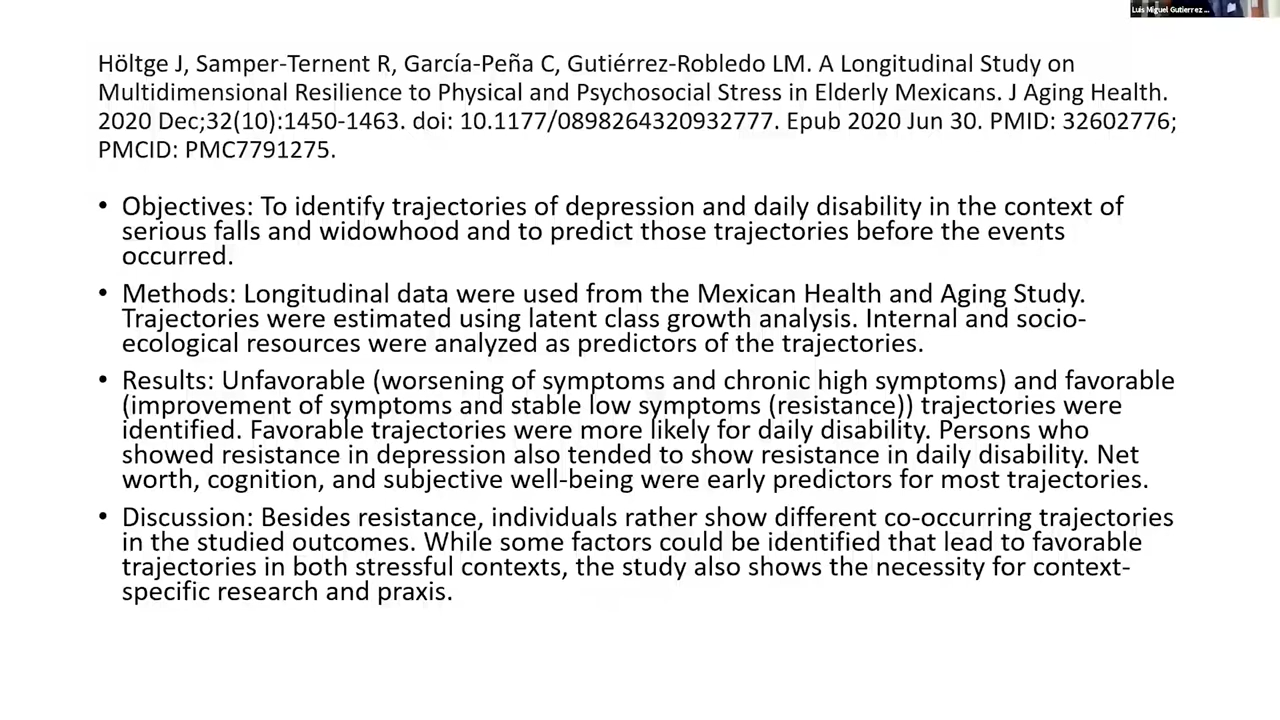 Luis Miguel Gutierrez ...
Höltge J, Samper-Ternent R, García-Peña C, Gutiérrez-Robledo LM. A Longitudinal Study on
Multidimensional Resilience to Physical and Psychosocial Stress in Elderly Mexicans. J Aging Health.
2020 Dec;32(10):1450-1463. doi: 10.1177/0898264320932777. Epub 2020 Jun 30. PMID: 32602776;
PMCID: PMC7791275.
• Objectives: To identify trajectories of depression and daily disability in the context of
serious falls and widowhood and to predict those trajectories before the events
occurred.
• Methods: Longitudinal data were used from the Mexican Health and Aging Study.
Trajectories were estimated using latent class growth analysis. Internal and socio-
ecological resources were analyzed as predictors of the trajectories.
• Results: Unfavorable (worsening of symptoms and chronic high symptoms) and favorable
(improvement of symptoms and stable low symptoms (resistance)) trajectories were
identified. Favorable trajectories were more likely for daily disability. Persons who
showed resistance in depression also tended to show resistance in daily disability. Net
worth, cognition, and subjective well-being were early predictors for most trajectories.
• Discussion: Besides resistance, individuals rather show different co-occurring trajectories
in the studied outcomes. While some factors could be identified that lead to favorable
trajectories in both stressful contexts, the study also shows the necessity for context-
specific research and praxis.